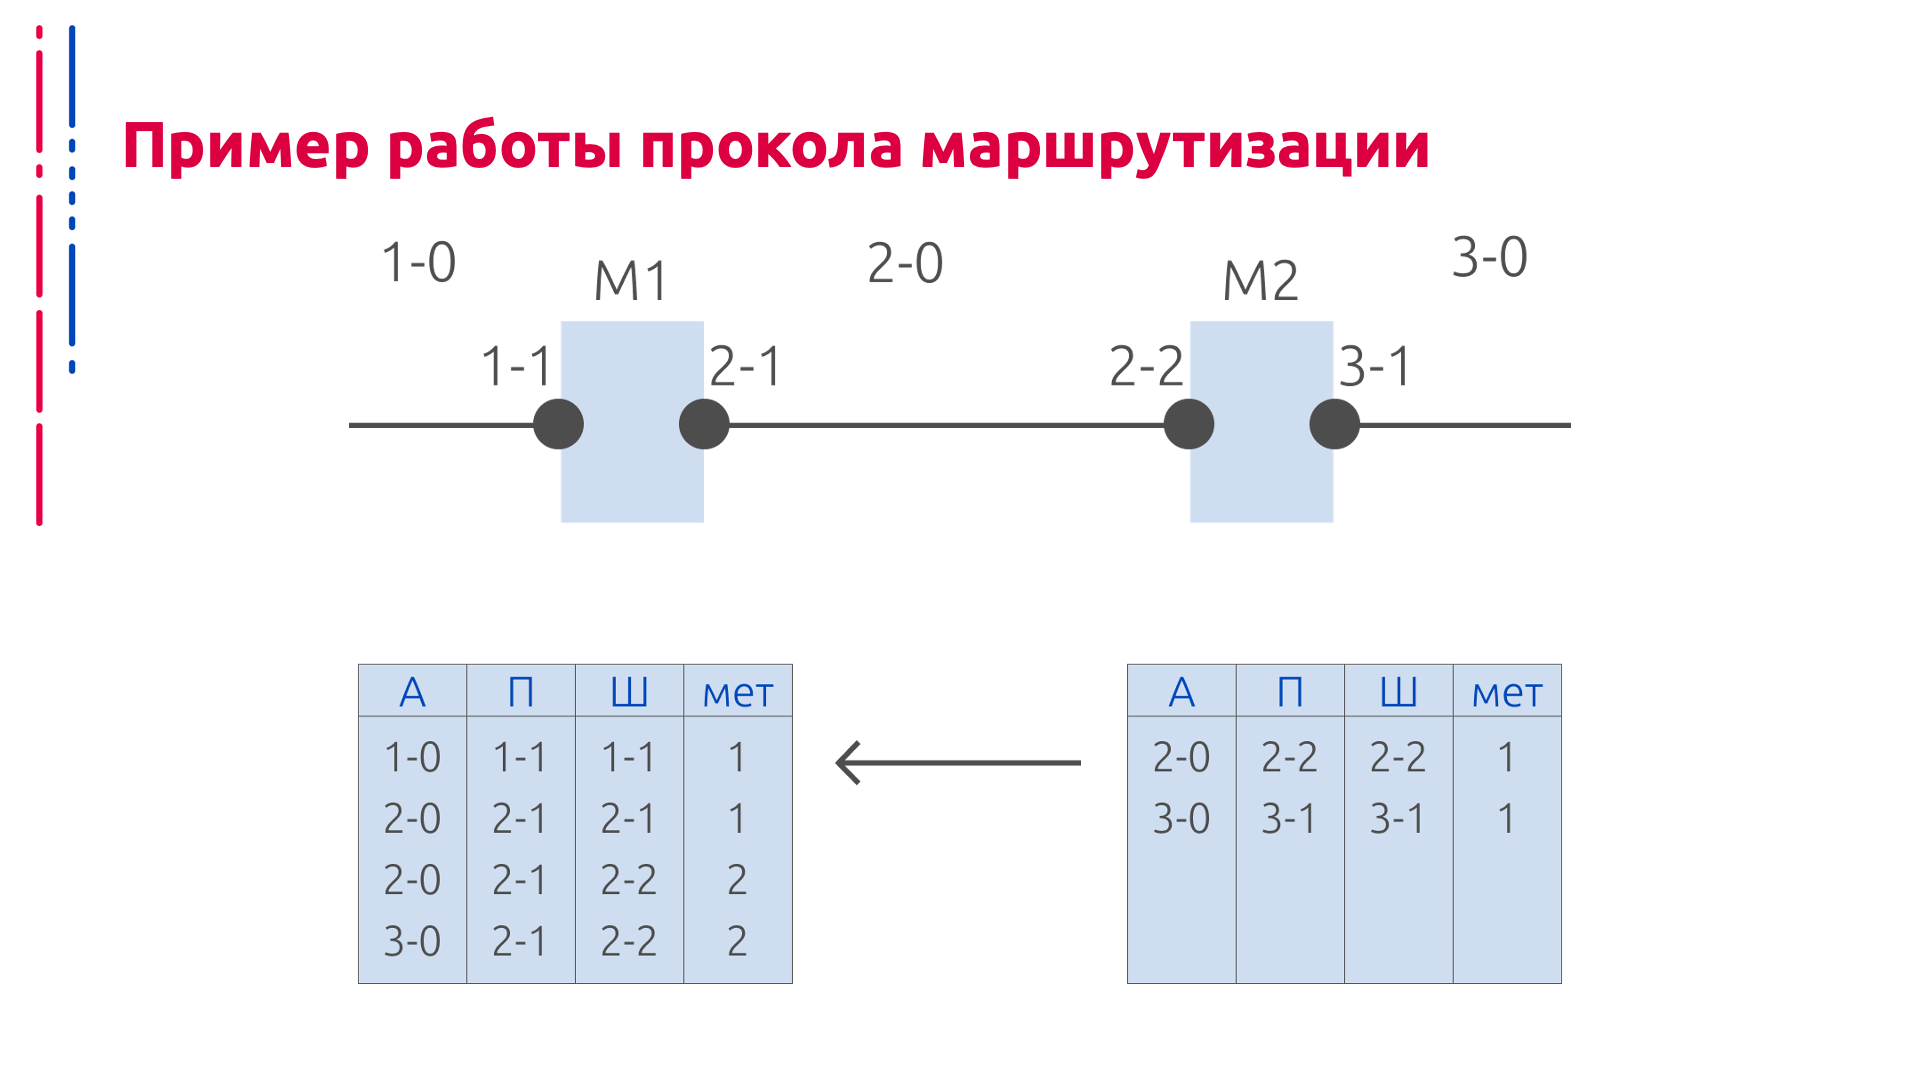 Пример работы прокола маршрутизации
1-0 М1 2-0 М2 3-0
1-1 2-1 2-2 3-1
А П Ш мет
1-0 1-1 1-1 1
2-0 2-1 2-1 1
2-0 2-1 2-2 2
3-0 2-1 2-2 2
А П Ш мет
2-0 2-2 2-2 1
3-0 3-1 3-1 1